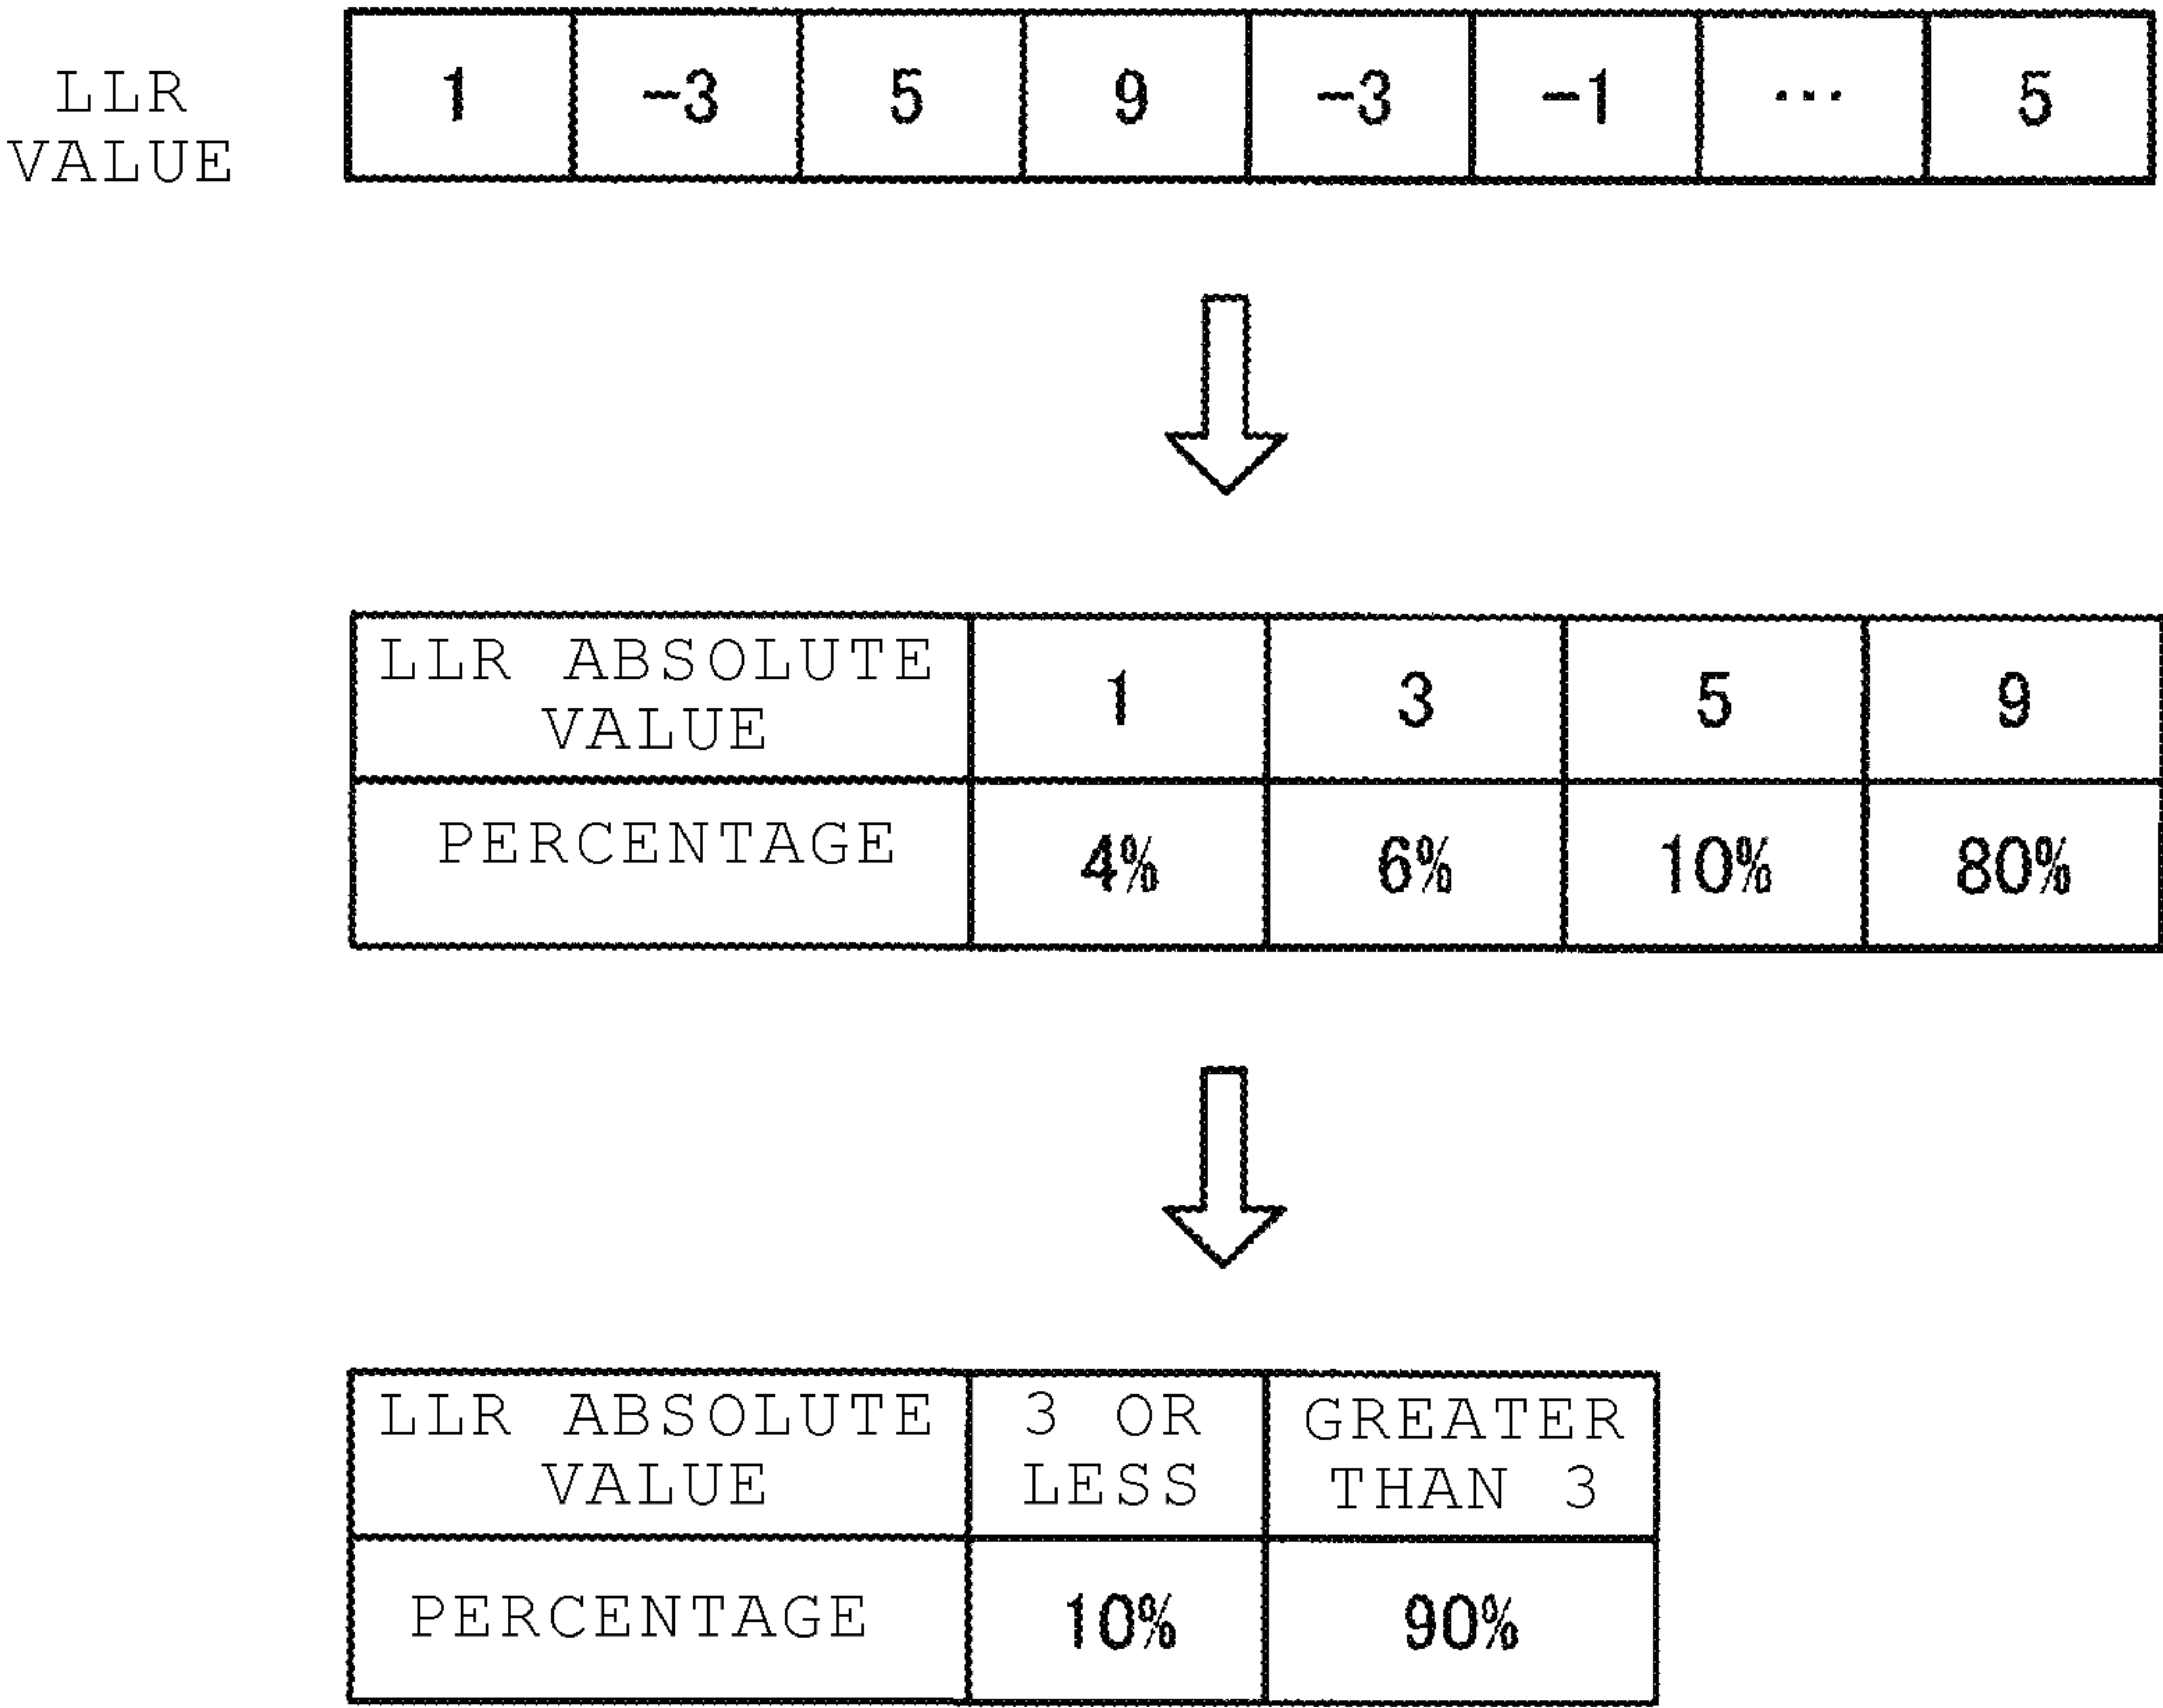 LLR
VALUE
1 -3 5 9 -3 -1 ... 5
LLR ABSOLUTE
VALUE
1 3 5 9
PERCENTAGE
4% 6% 10% 80%
LLR ABSOLUTE
VALUE
3 OR
LESS
GREATER
THAN 3
PERCENTAGE
10% 90%